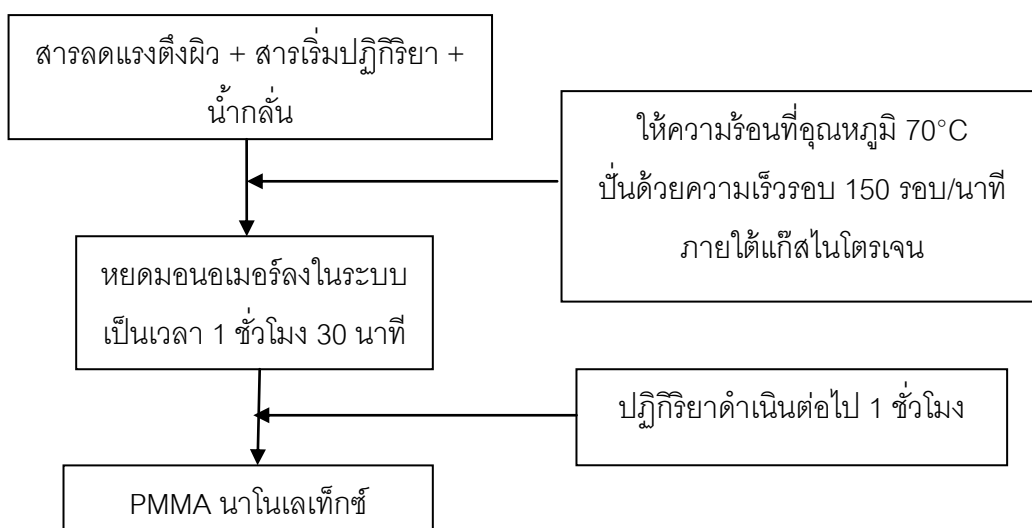 สารลดแรงตึงผิว + สารเริ่มปฏิกิริยา +
น้ำกลั่น
ให้ความร้อนที่อุณหภูมิ 70°C
ปั่นด้วยความเร็วรอบ 150 รอบ/นาที
ภายใต้แก๊สไนโตรเจน
หยดมอนอเมอร์ลงในระบบ
เป็นเวลา 1 ชั่วโมง 30 นาที
ปฏิกิริยาดำเนินต่อไป 1 ชั่วโมง
PMMA นาโนเลเท็กซ์